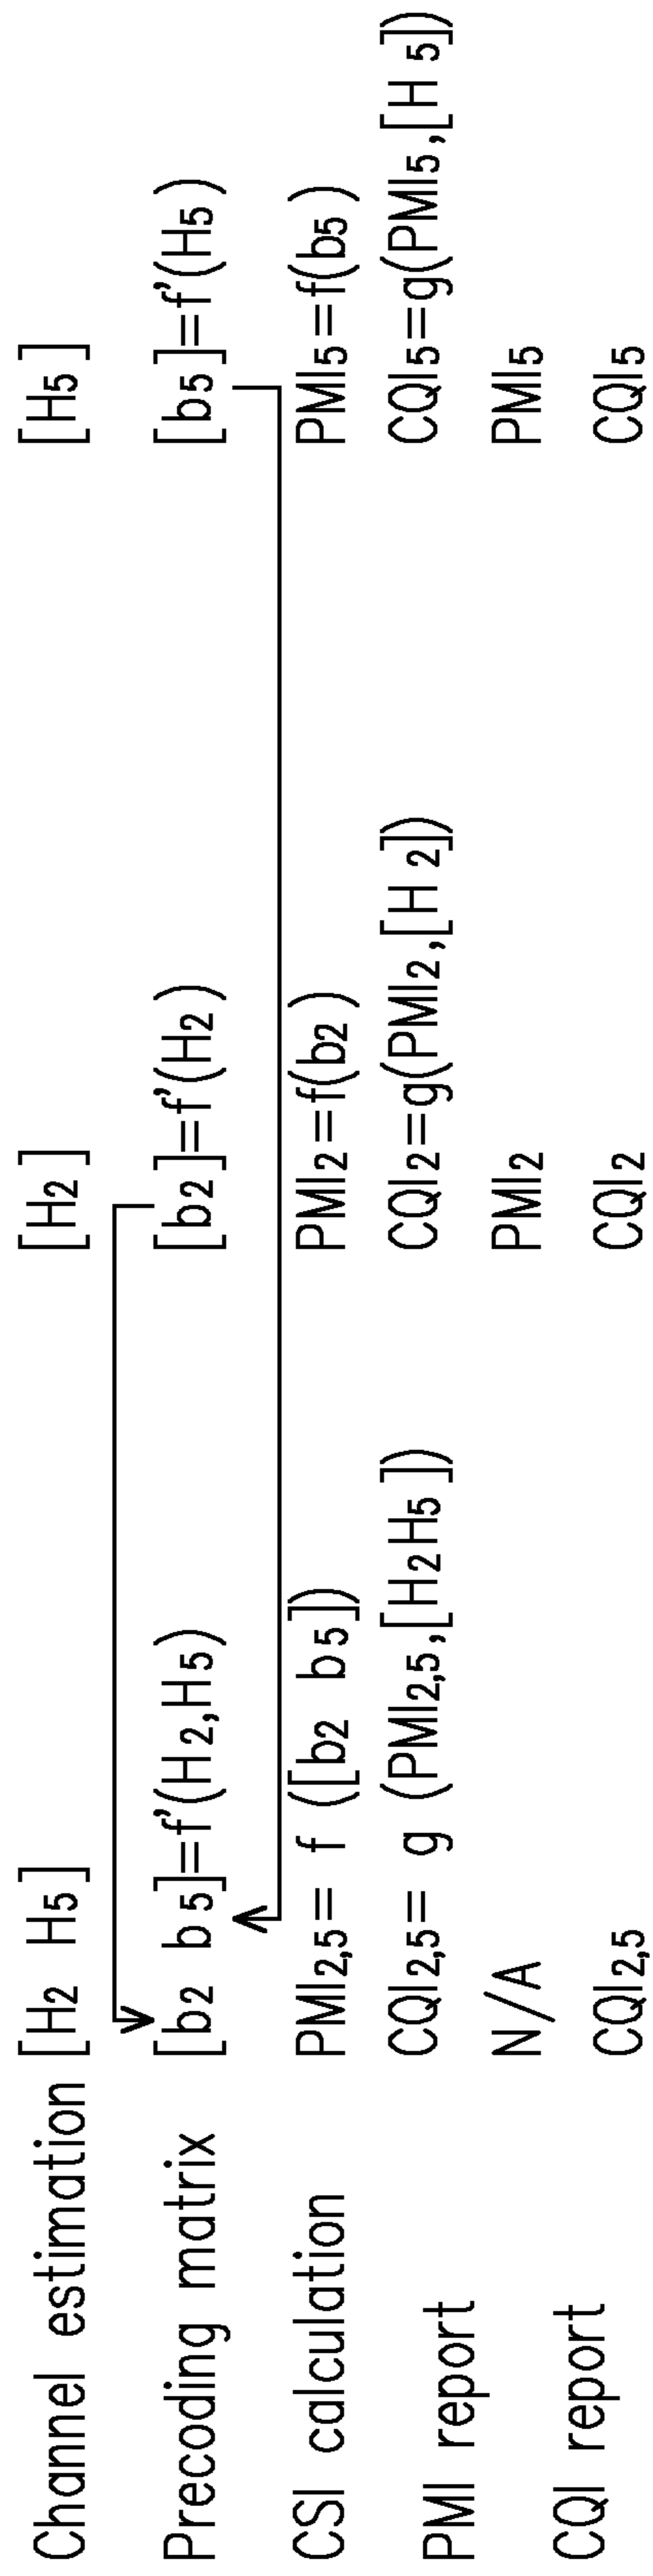 Channel estimation [H2 H5] [H2] [H5]
Precoding matrix [b2 b5]=f'(H2,H5) [b2]=f'(H2) [b5]=f'(H5)
CSI calculation PMI2,5= f ([b2 b5]) PMI2=f(b2) PMI5=f(b5)
CQI2,5= g (PMI2,5,[H2H5]) CQI2=g(PMI2,[H2]) CQI5=g(PMI5,[H5])
PMI report N/A PMI2 PMI5
CQI report CQI2,5 CQI2 CQI5